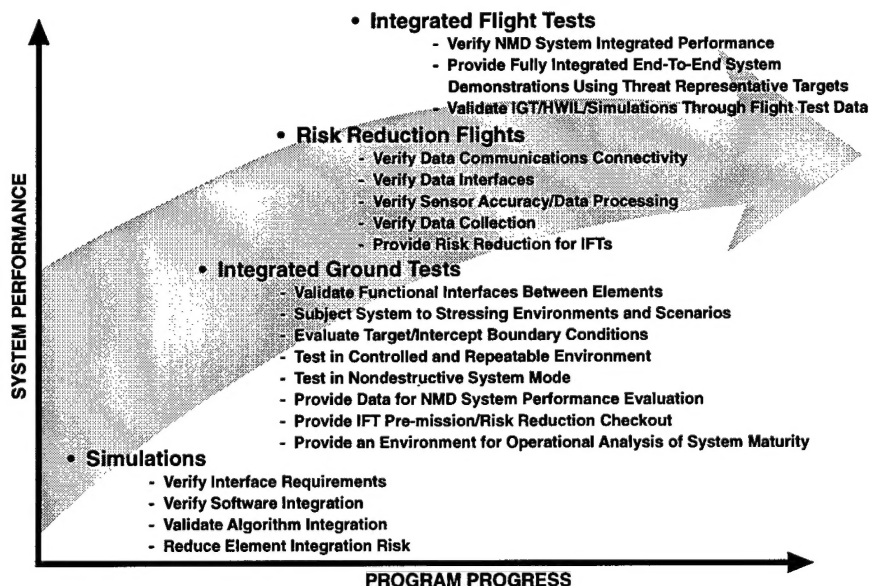 • Integrated Flight Tests
- Verify NMD System Integrated Performance
- Provide Fully Integrated End-To-End System
Demonstrations Using Threat Representative Targets
- Validate IGT/HWIL/Simulations Through Flight Test Data
• Risk Reduction Flights
- Verify Data Communications Connectivity
- Verify Data Interfaces
- Verify Sensor Accuracy/Data Processing
- Verify Data Collection
- Provide Risk Reduction for IFTs
• Integrated Ground Tests
- Validate Functional Interfaces Between Elements
- Subject System to Stressing Environments and Scenarios
- Evaluate Target/Intercept Boundary Conditions
- Test in Controlled and Repeatable Environment
- Test in Nondestructive System Mode
- Provide Data for NMD System Performance Evaluation
- Provide IFT Pre-mission/Risk Reduction Checkout
- Provide an Environment for Operational Analysis of System Maturity
• Simulations
- Verify Interface Requirements
- Verify Software Integration
- Validate Algorithm Integration
- Reduce Element Integration Risk
SYSTEM PERFORMANCE
PROGRAM PROGRESS